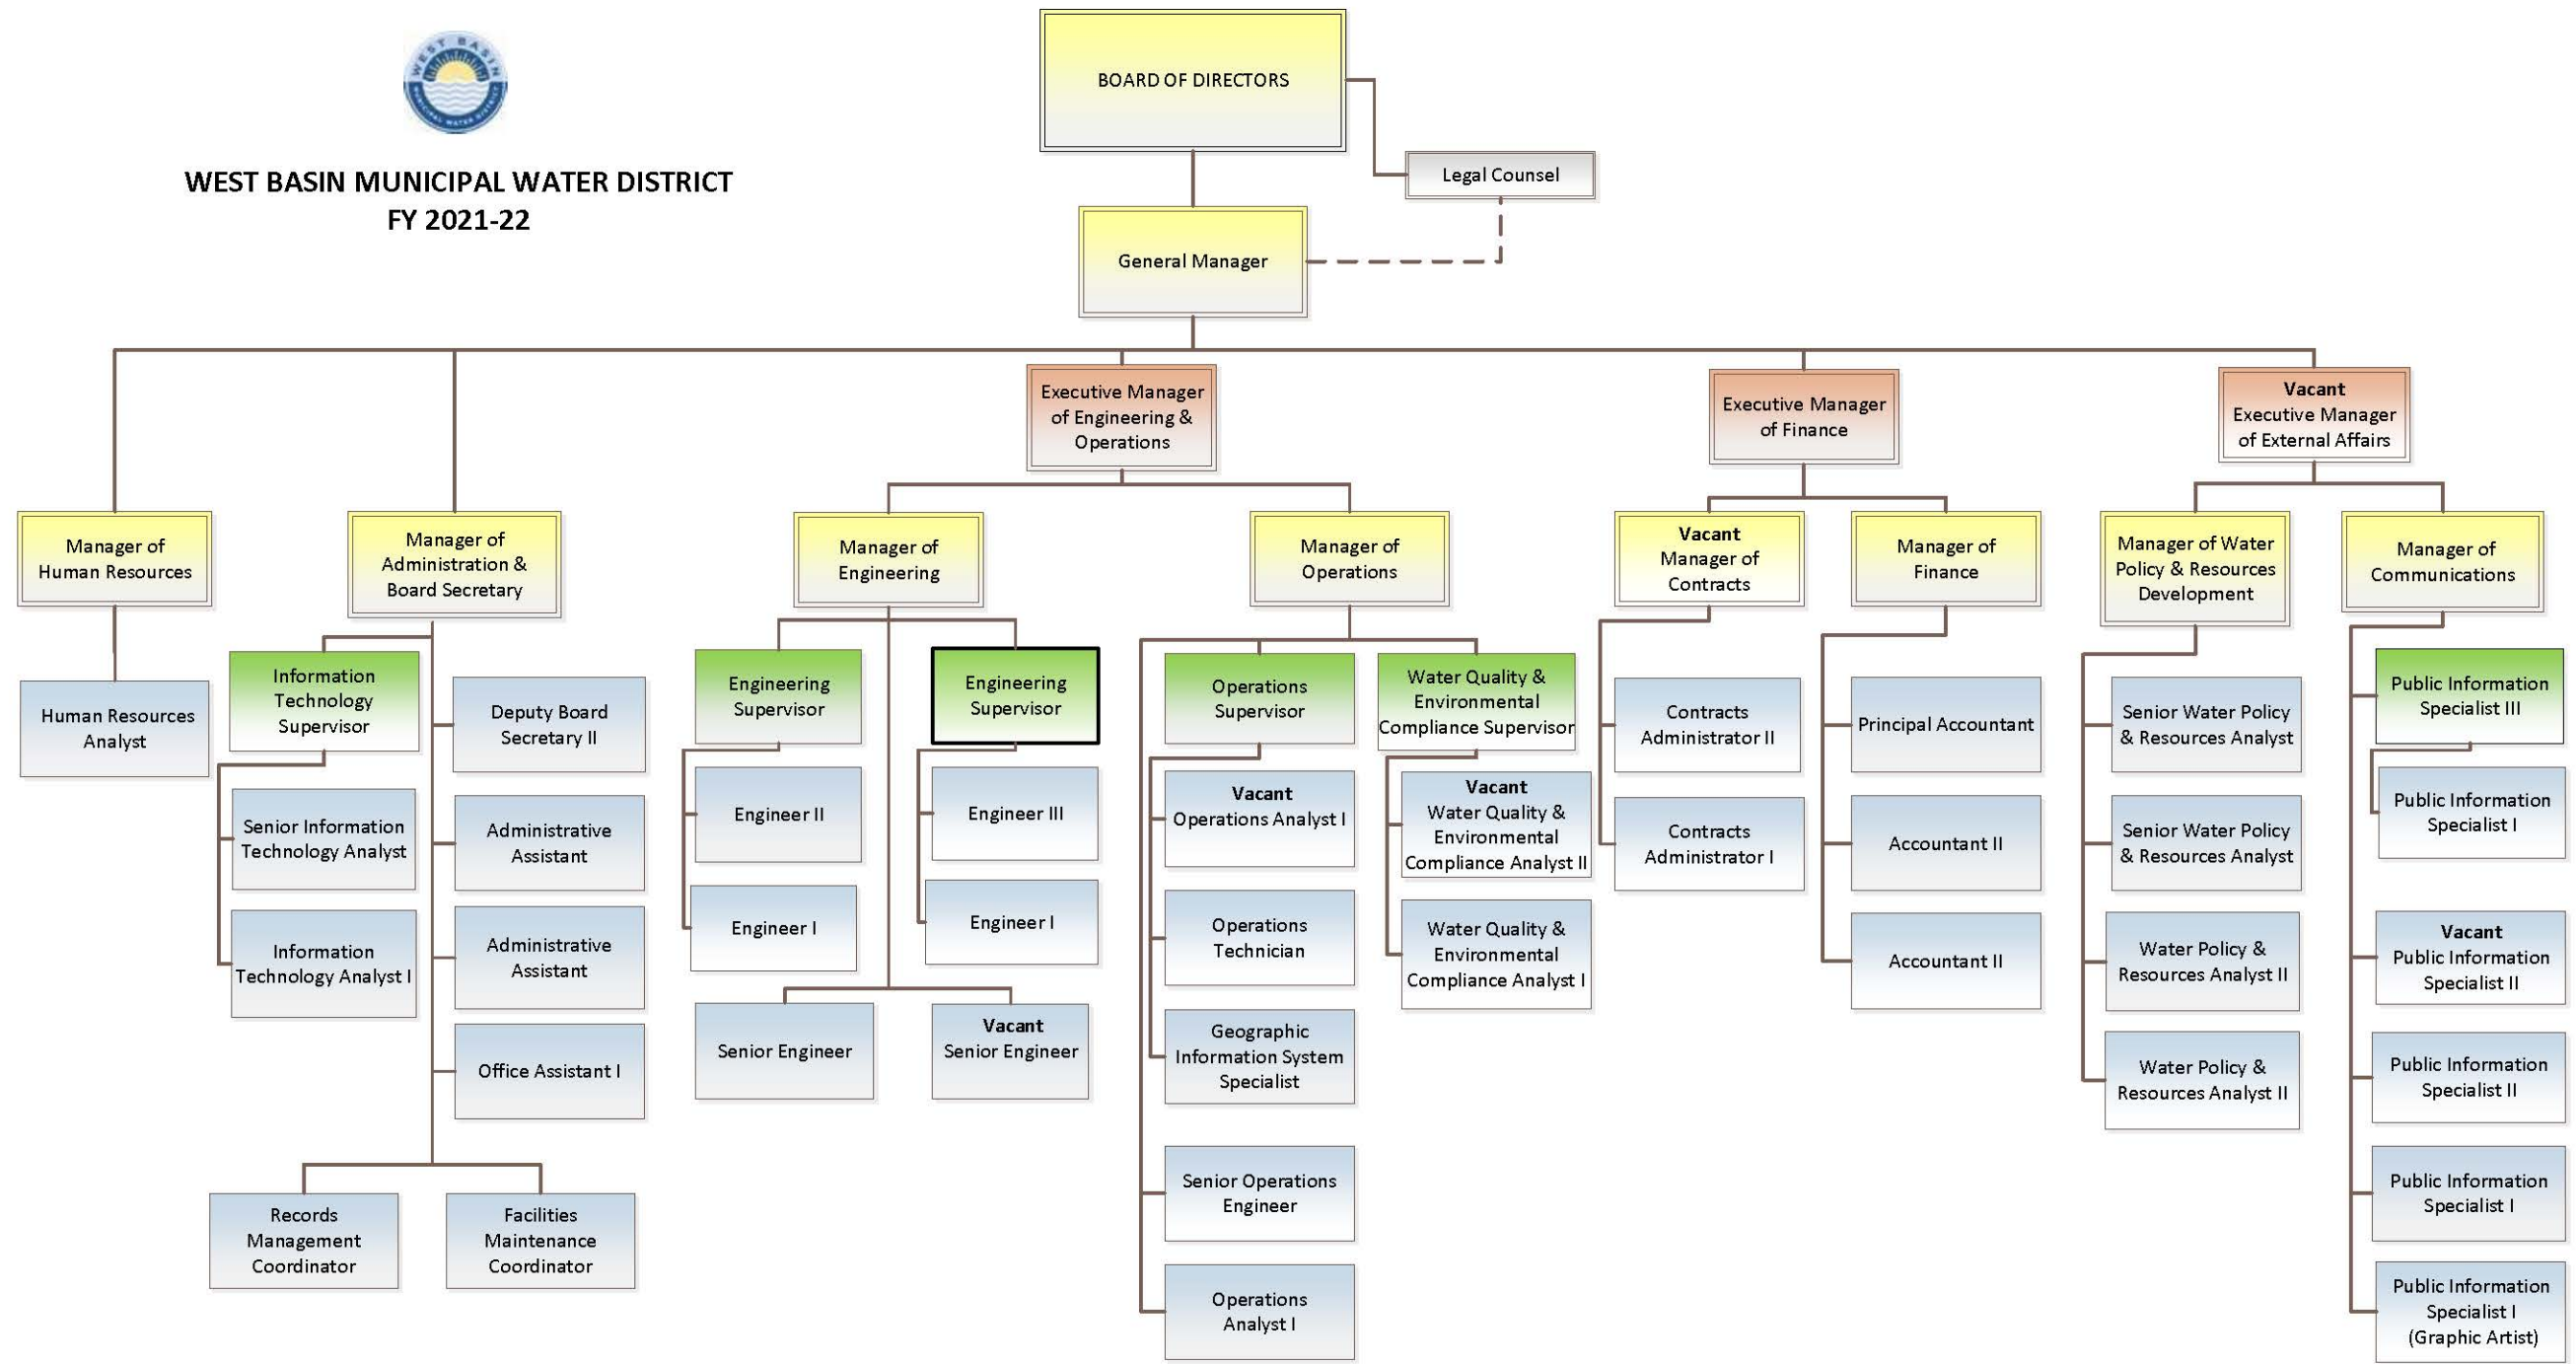 WEST BASIN
MUNICIPAL WATER DISTRICT
WEST BASIN MUNICIPAL WATER DISTRICT
FY 2021-22
BOARD OF DIRECTORS
Legal Counsel
General Manager
Executive Manager
of Engineering &
Operations
Executive Manager
of Finance
Vacant
Executive Manager
of External Affairs
Manager of
Human Resources
Manager of
Administration &
Board Secretary
Manager of
Engineering
Manager of
Operations
Vacant
Manager of
Contracts
Manager of
Finance
Manager of Water
Policy & Resources
Development
Manager of
Communications
Human Resources
Analyst
Information
Technology
Supervisor
Senior Information
Technology Analyst
Information
Technology Analyst I
Deputy Board
Secretary II
Administrative
Assistant
Administrative
Assistant
Office Assistant I
Records
Management
Coordinator
Facilities
Maintenance
Coordinator
Engineering
Supervisor
Engineer II
Engineer I
Engineering
Supervisor
Engineer III
Engineer I
Senior Engineer
Vacant
Senior Engineer
Operations
Supervisor
Vacant
Operations Analyst I
Operations
Technician
Geographic
Information System
Specialist
Senior Operations
Engineer
Operations
Analyst I
Water Quality &
Environmental
Compliance Supervisor
Vacant
Water Quality &
Environmental
Compliance Analyst II
Water Quality &
Environmental
Compliance Analyst I
Contracts
Administrator II
Contracts
Administrator I
Principal Accountant
Accountant II
Accountant II
Senior Water Policy
& Resources Analyst
Senior Water Policy
& Resources Analyst
Water Policy &
Resources Analyst II
Water Policy &
Resources Analyst II
Public Information
Specialist III
Public Information
Specialist I
Vacant
Public Information
Specialist II
Public Information
Specialist II
Public Information
Specialist I
Public Information
Specialist I
(Graphic Artist)